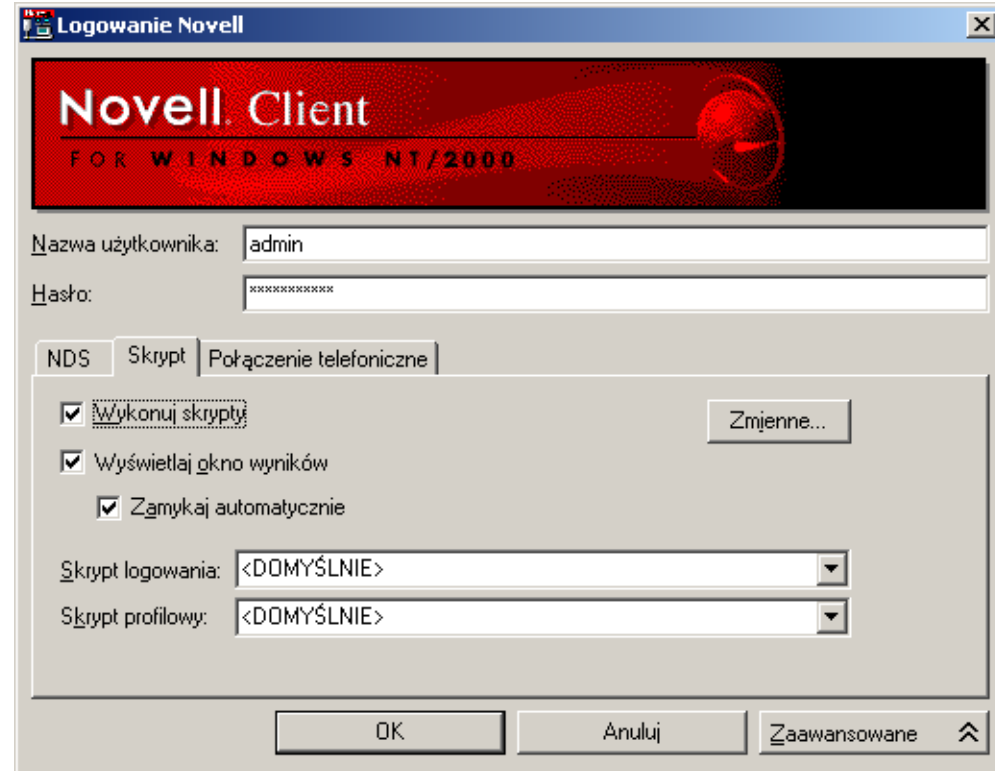 Logowanie Novell
Novell. Client
FOR WINDOWS NT/2000
Nazwa użytkownika: admin
Hasło: ***********
NDS Skrypt Połączenie telefoniczne
Wykonuj skrypty Zmienne...
Wyświetlaj okno wyników
Zamykaj automatycznie
Skrypt logowania: <DOMYŚLNIE>
Skrypt profilowy: <DOMYŚLNIE>
OK Anuluj Zaawansowane